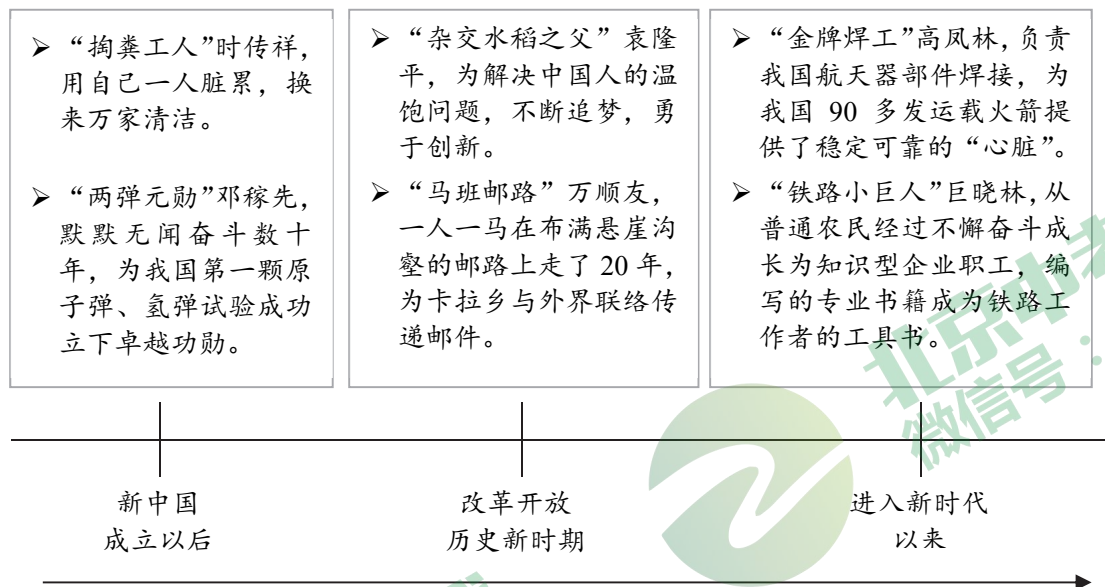 ➢ “掏粪工人”时传祥，
用自己一人脏累，换
来万家清洁。
➢ “两弹元勋”邓稼先，
默默无闻奋斗数十
年，为我国第一颗原
子弹、氢弹试验成功
立下卓越功勋。
➢ “杂交水稻之父”袁隆
平，为解决中国人的温
饱问题，不断追梦，勇
于创新。
➢ “马班邮路”万顺友，
一人一马在布满悬崖沟
壑的邮路上走了 20 年，
为卡拉乡与外界联络传
递邮件。
➢ “金牌焊工”高凤林，负责
我国航天器部件焊接，为
我国 90 多发运载火箭提
供了稳定可靠的“心脏”。
➢ “铁路小巨人”巨晓林，从
普通农民经过不懈奋斗成
长为知识型企业职工，编
写的专业书籍成为铁路工
作者的工具书。
新中国
成立以后
改革开放
历史新时期
进入新时代
以来
北京中考
微信号：